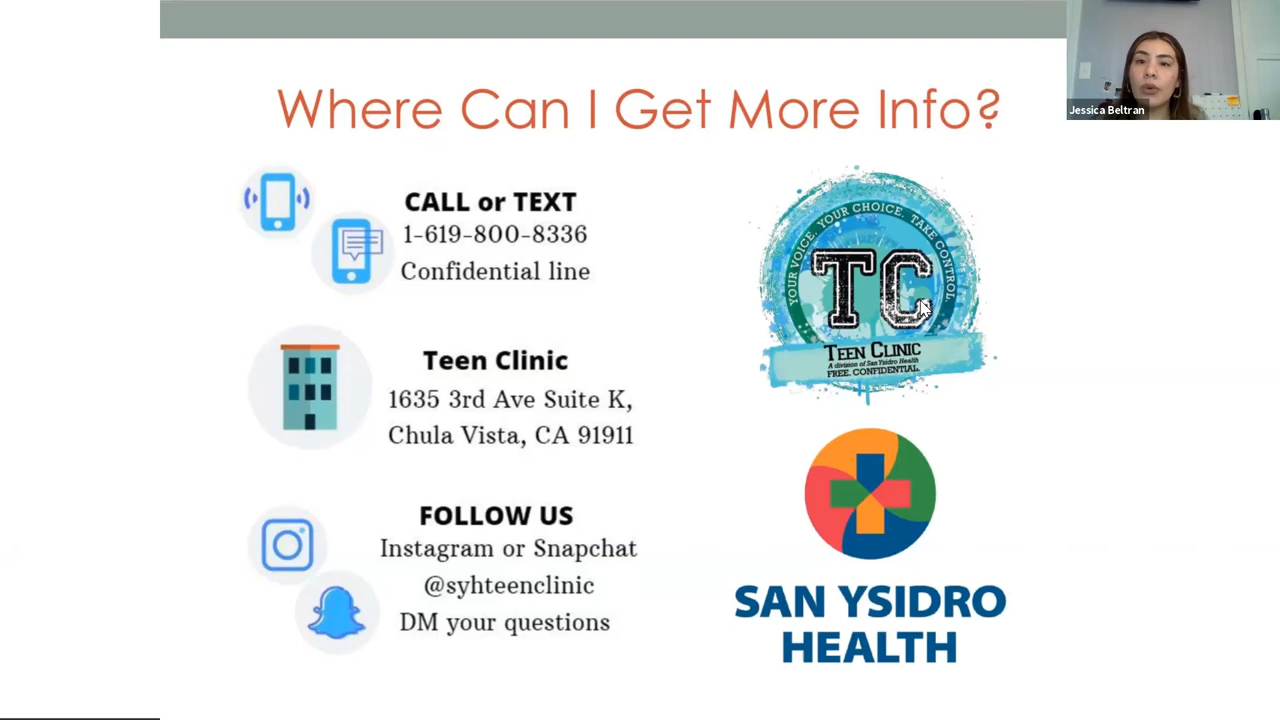 Where Can I Get More Info?
Jessica Beltran
CALL or TEXT
1-619-800-8336
Confidential line
Teen Clinic
1635 3rd Ave Suite K,
Chula Vista, CA 91911
FOLLOW US
Instagram or Snapchat
@syhteenclinic
DM your questions
YOUR VOICE. YOUR CHOICE. TAKE CONTROL.
TC
TEEN CLINIC
A division of San Ysidro Health
FREE. CONFIDENTIAL.
SAN YSIDRO
HEALTH